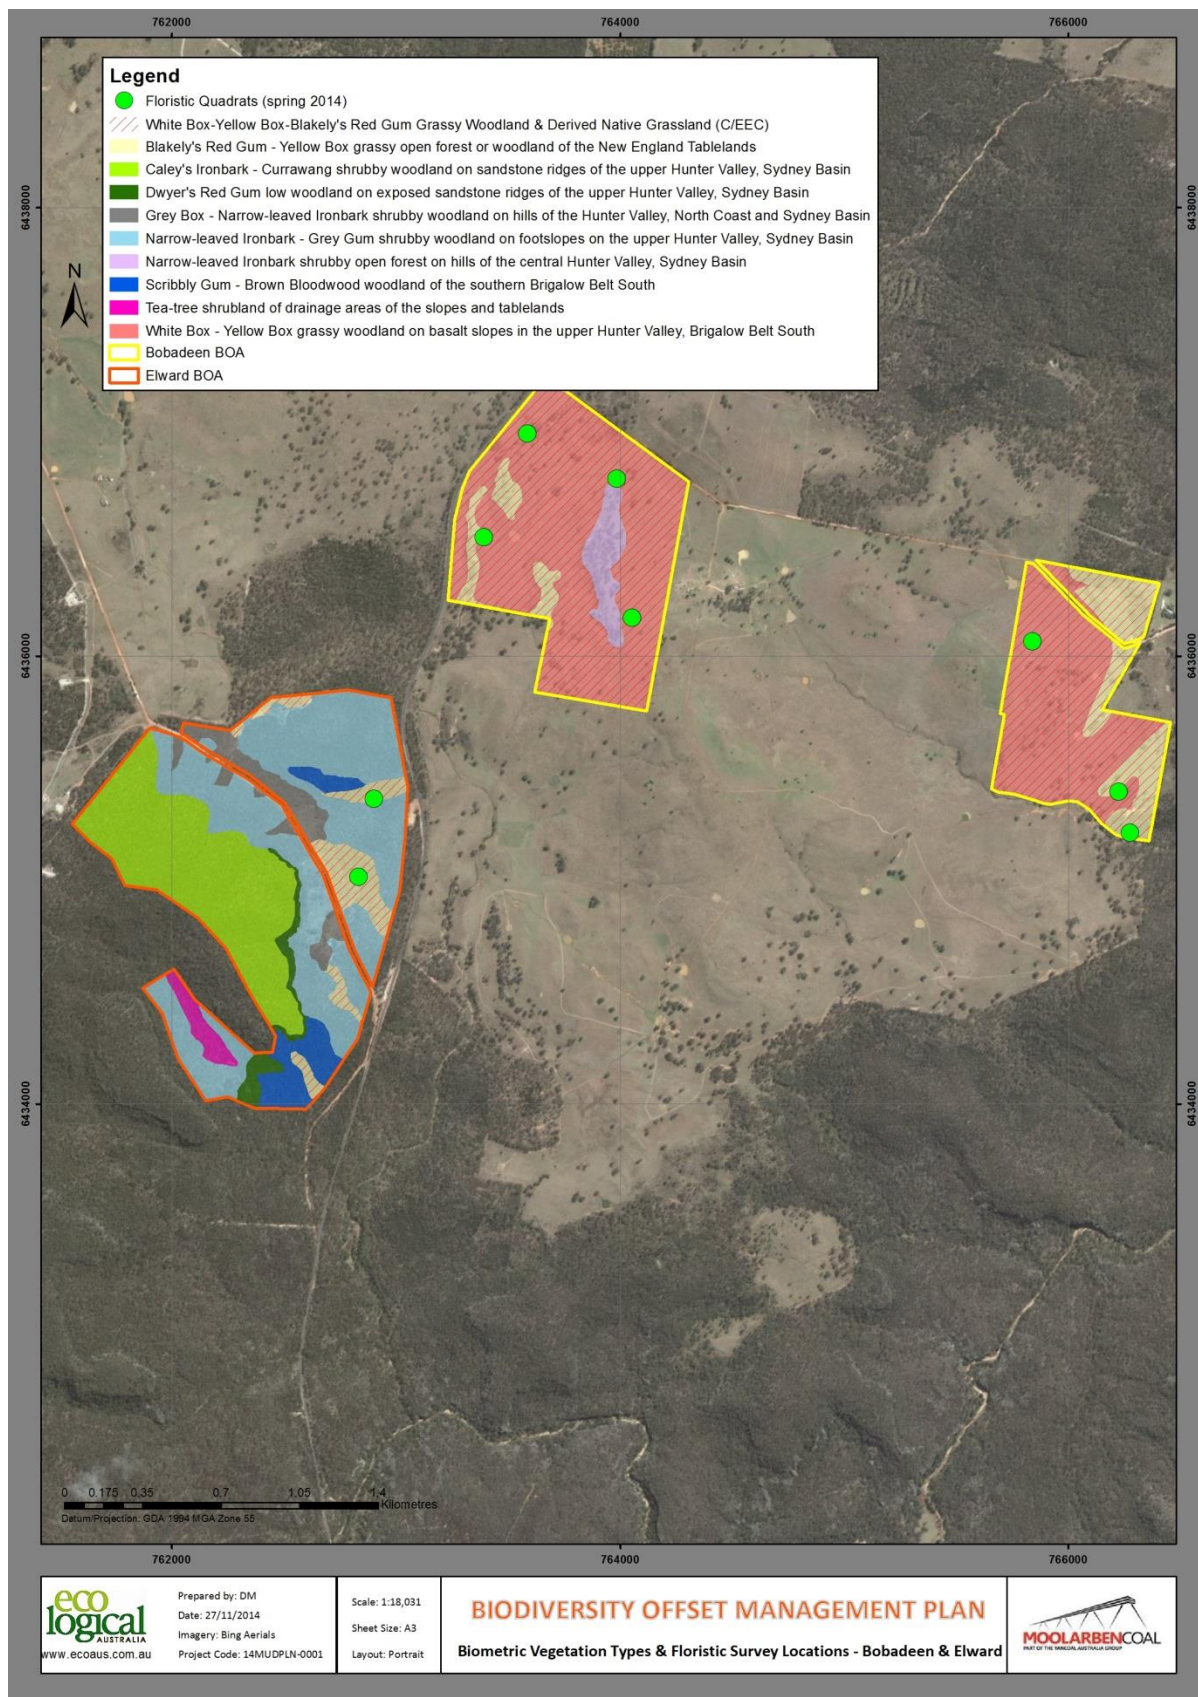 762000
764000
766000
Legend
Floristic Quadrats (spring 2014)
White Box-Yellow Box-Blakely's Red Gum Grassy Woodland & Derived Native Grassland (C/EEC)
Blakely's Red Gum - Yellow Box grassy open forest or woodland of the New England Tablelands
Caley's Ironbark - Currawang shrubby woodland on sandstone ridges of the upper Hunter Valley, Sydney Basin
Dwyer's Red Gum low woodland on exposed sandstone ridges of the upper Hunter Valley, Sydney Basin
Grey Box - Narrow-leaved Ironbark shrubby woodland on hills of the Hunter Valley, North Coast and Sydney Basin
Narrow-leaved Ironbark - Grey Gum shrubby woodland on footslopes on the upper Hunter Valley, Sydney Basin
Narrow-leaved Ironbark shrubby open forest on hills of the central Hunter Valley, Sydney Basin
Scribbly Gum - Brown Bloodwood woodland of the southern Brigalow Belt South
Tea-tree shrubland of drainage areas of the slopes and tablelands
White Box - Yellow Box grassy woodland on basalt slopes in the upper Hunter Valley, Brigalow Belt South
Bobadeen BOA
Elward BOA
N
6438000
6438000
6436000
6436000
6434000
6434000
0 0.175 0.35 0.7 1.05 1.4
Kilometres
Datum/Projection: GDA 1994 MGA Zone 55
762000
764000
766000
eco
logical
AUSTRALIA
www.ecoaus.com.au
Prepared by: DM
Date: 27/11/2014
Imagery: Bing Aerials
Project Code: 14MUDPLN-0001
Scale: 1:18,031
Sheet Size: A3
Layout: Portrait
BIODIVERSITY OFFSET MANAGEMENT PLAN
Biometric Vegetation Types & Floristic Survey Locations - Bobadeen & Elward
MOOLARBENCOAL
PART OF THE YANCOAL AUSTRALIA GROUP